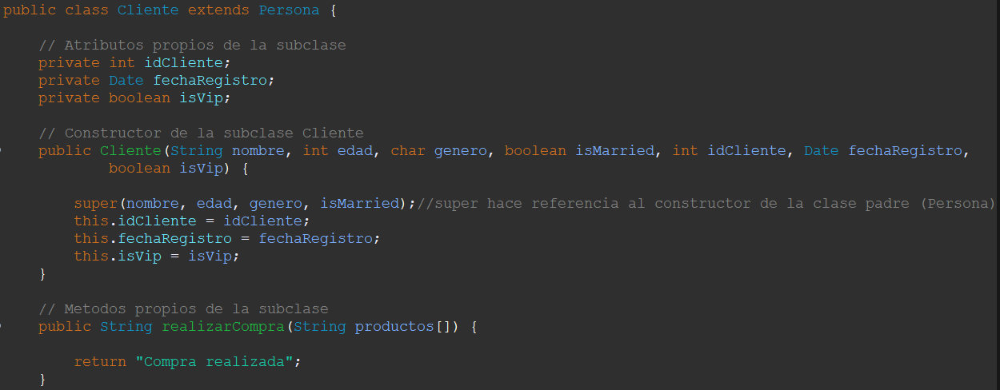 public class Cliente extends Persona {
// Atributos propios de la subclase
private int idCliente;
private Date fechaRegistro;
private boolean isVip;
// Constructor de la subclase Cliente
public Cliente(String nombre, int edad, char genero, boolean isMarried, int idCliente, Date fechaRegistro,
boolean isVip) {
super(nombre, edad, genero, isMarried);//super hace referencia al constructor de la clase padre (Persona)
this.idCliente = idCliente;
this.fechaRegistro = fechaRegistro;
this.isVip = isVip;
}
// Metodos propios de la subclase
public String realizarCompra(String productos[]) {
return "Compra realizada";
}